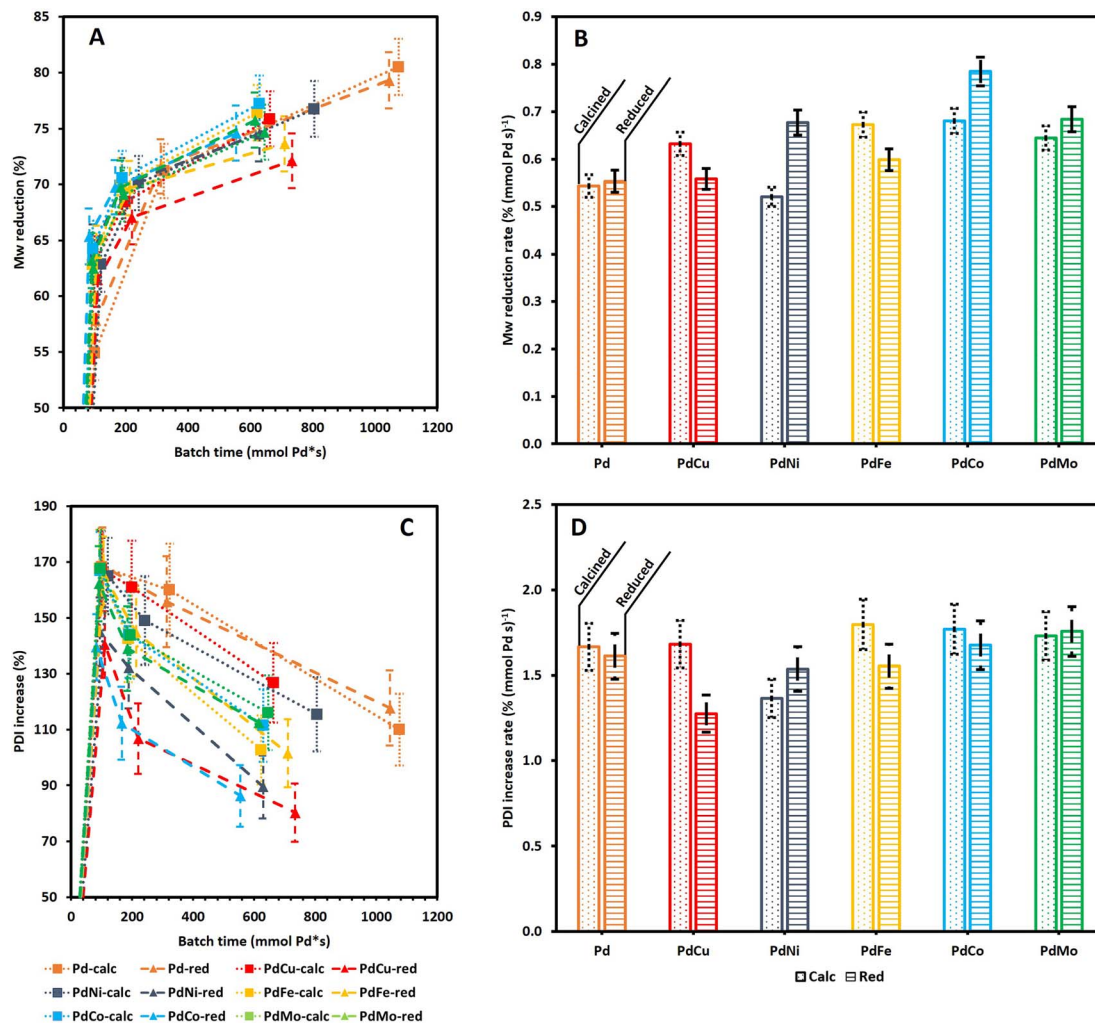 A
Mw reduction (%)
85
80
75
70
65
60
55
50
0 200 400 600 800 1000 1200
Batch time (mmol Pd*s)
B
Mw reduction rate (% (mmol Pd s)⁻¹)
0.9
0.8
0.7
0.6
0.5
0.4
0.3
0.2
0.1
0.0
Calcined
Reduced
Pd PdCu PdNi PdFe PdCo PdMo
C
PDI increase (%)
190
170
150
130
110
90
70
50
0 200 400 600 800 1000 1200
Batch time (mmol Pd*s)
Pd-calc Pd-red PdCu-calc PdCu-red
PdNi-calc PdNi-red PdFe-calc PdFe-red
PdCo-calc PdCo-red PdMo-calc PdMo-red
D
PDI increase rate (% (mmol Pd s)⁻¹)
2.5
2.0
1.5
1.0
0.5
0.0
Calcined
Reduced
Pd PdCu PdNi PdFe PdCo PdMo
Calc Red